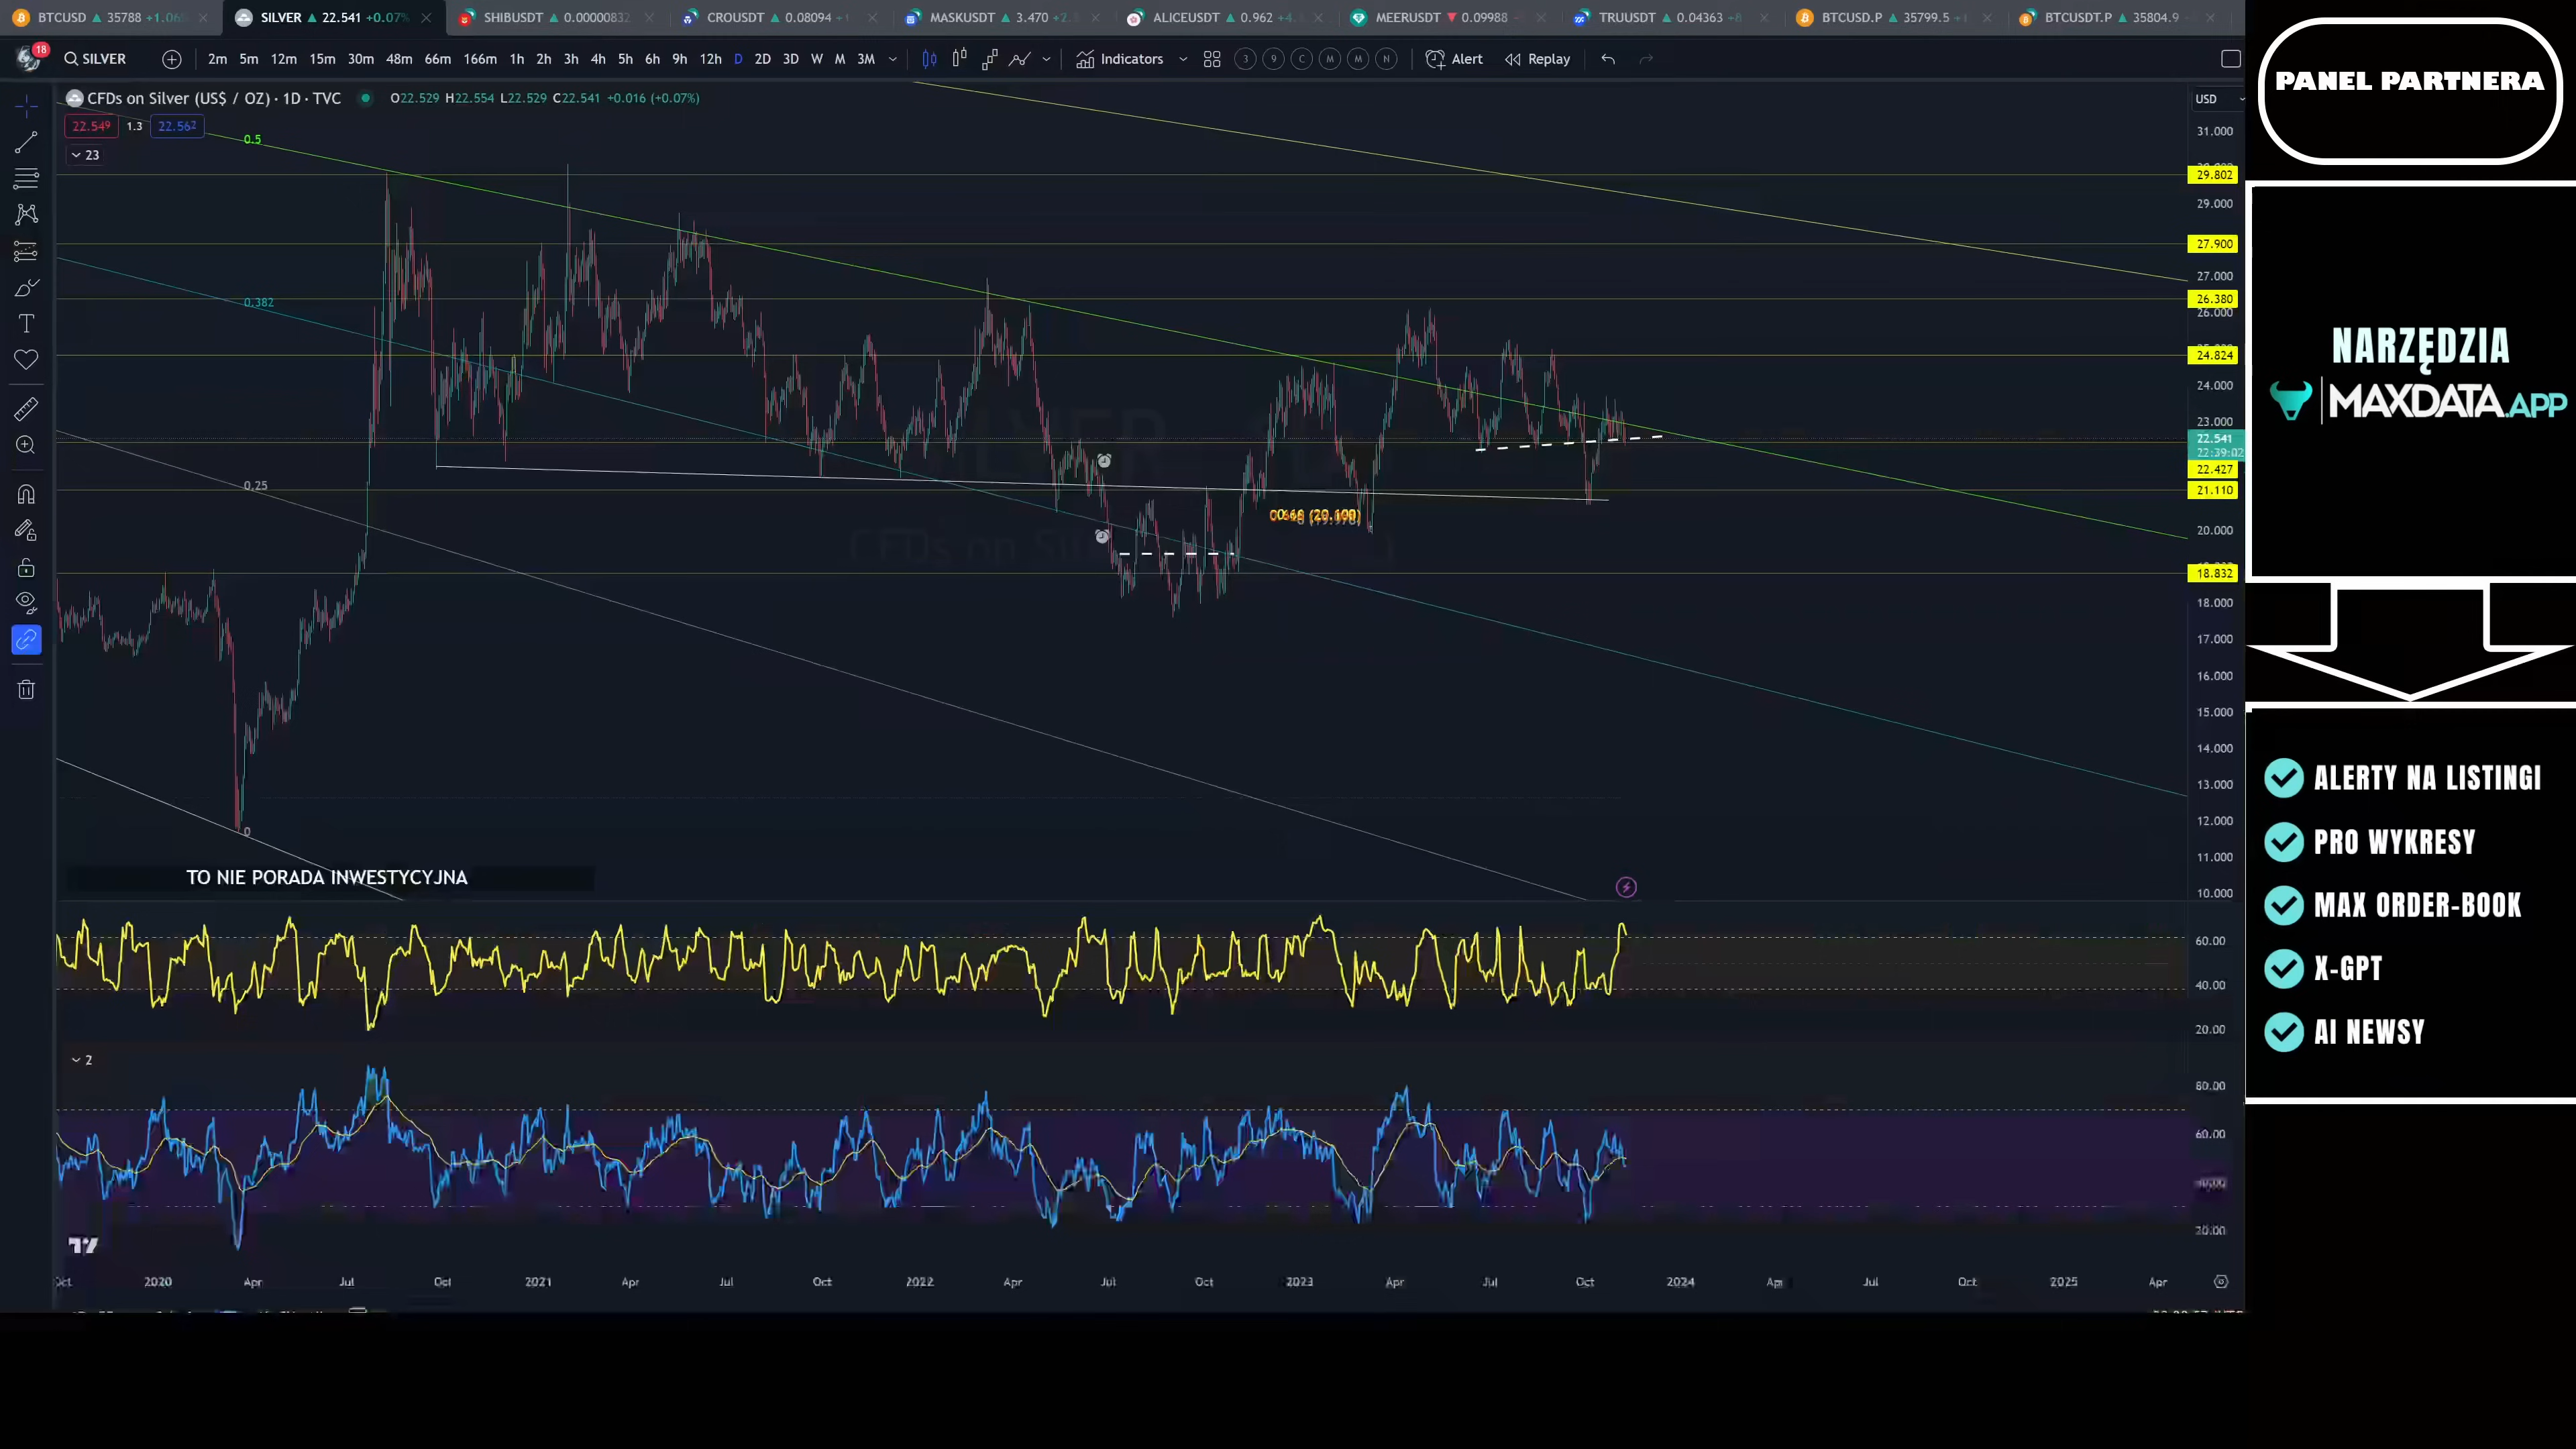 BTCUSD ▲ 35788 +1.06
SILVER ▲ 22.541 +0.07%
SHIBUSDT ▲ 0.00000832
CROUSDT ▲ 0.08094
MASKUSDT ▲ 3.470
ALICEUSDT ▲ 0.962
MEERUSDT ▼ 0.09988
TRUUSDT ▲ 0.04363
BTCUSD.P ▲ 35799.5
BTCUSDT.P ▲ 35804.9
18
SILVER
2m 5m 12m 15m 30m 48m 66m 166m 1h 2h 3h 4h 5h 6h 9h 12h D 2D 3D W M 3M
Indicators
3 9 C M M N
Alert
Replay
CFDs on Silver (US$ / OZ) · 1D · TVC
O22.529 H22.554 L22.529 C22.541 +0.016 (+0.07%)
22.549 1.3 22.562
23
USD
0.5
0.382
0.25
0
31.000
29.802
29.000
27.900
27.000
26.380
26.000
24.824
24.000
23.000
22.541
22:39:02
22.427
21.110
20.000
18.832
18.000
17.000
16.000
15.000
14.000
13.000
12.000
11.000
10.000
TO NIE PORADA INWESTYCYJNA
60.00
40.00
20.00
2
80.00
60.00
20.00
2020 Apr Jul Oct 2021 Apr Jul Oct 2022 Apr Jul Oct 2023 Apr Jul Oct 2024 Apr Jul Oct 2025 Apr
PANEL PARTNERA
NARZĘDZIA
MAXDATA.APP
ALERTY NA LISTINGI
PRO WYKRESY
MAX ORDER-BOOK
X-GPT
AI NEWSY